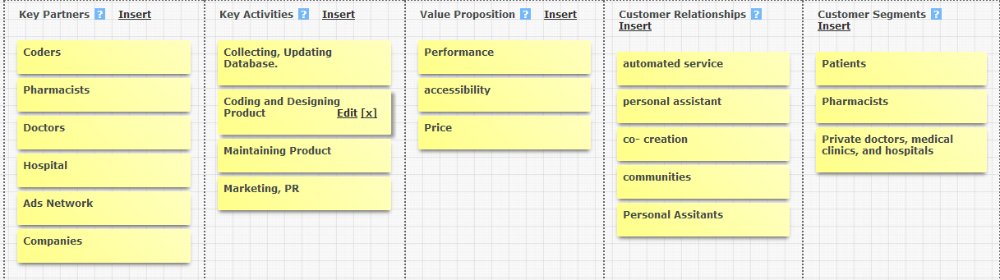 Key Partners ? Insert
Coders
Pharmacists
Doctors
Hospital
Ads Network
Companies
Key Activities ? Insert
Collecting, Updating
Database.
Coding and Designing
Product Edit [x]
Maintaining Product
Marketing, PR
Value Proposition ? Insert
Performance
accessibility
Price
Customer Relationships ?
Insert
automated service
personal assistant
co- creation
communities
Personal Assitants
Customer Segments ?
Insert
Patients
Pharmacists
Private doctors, medical
clinics, and hospitals